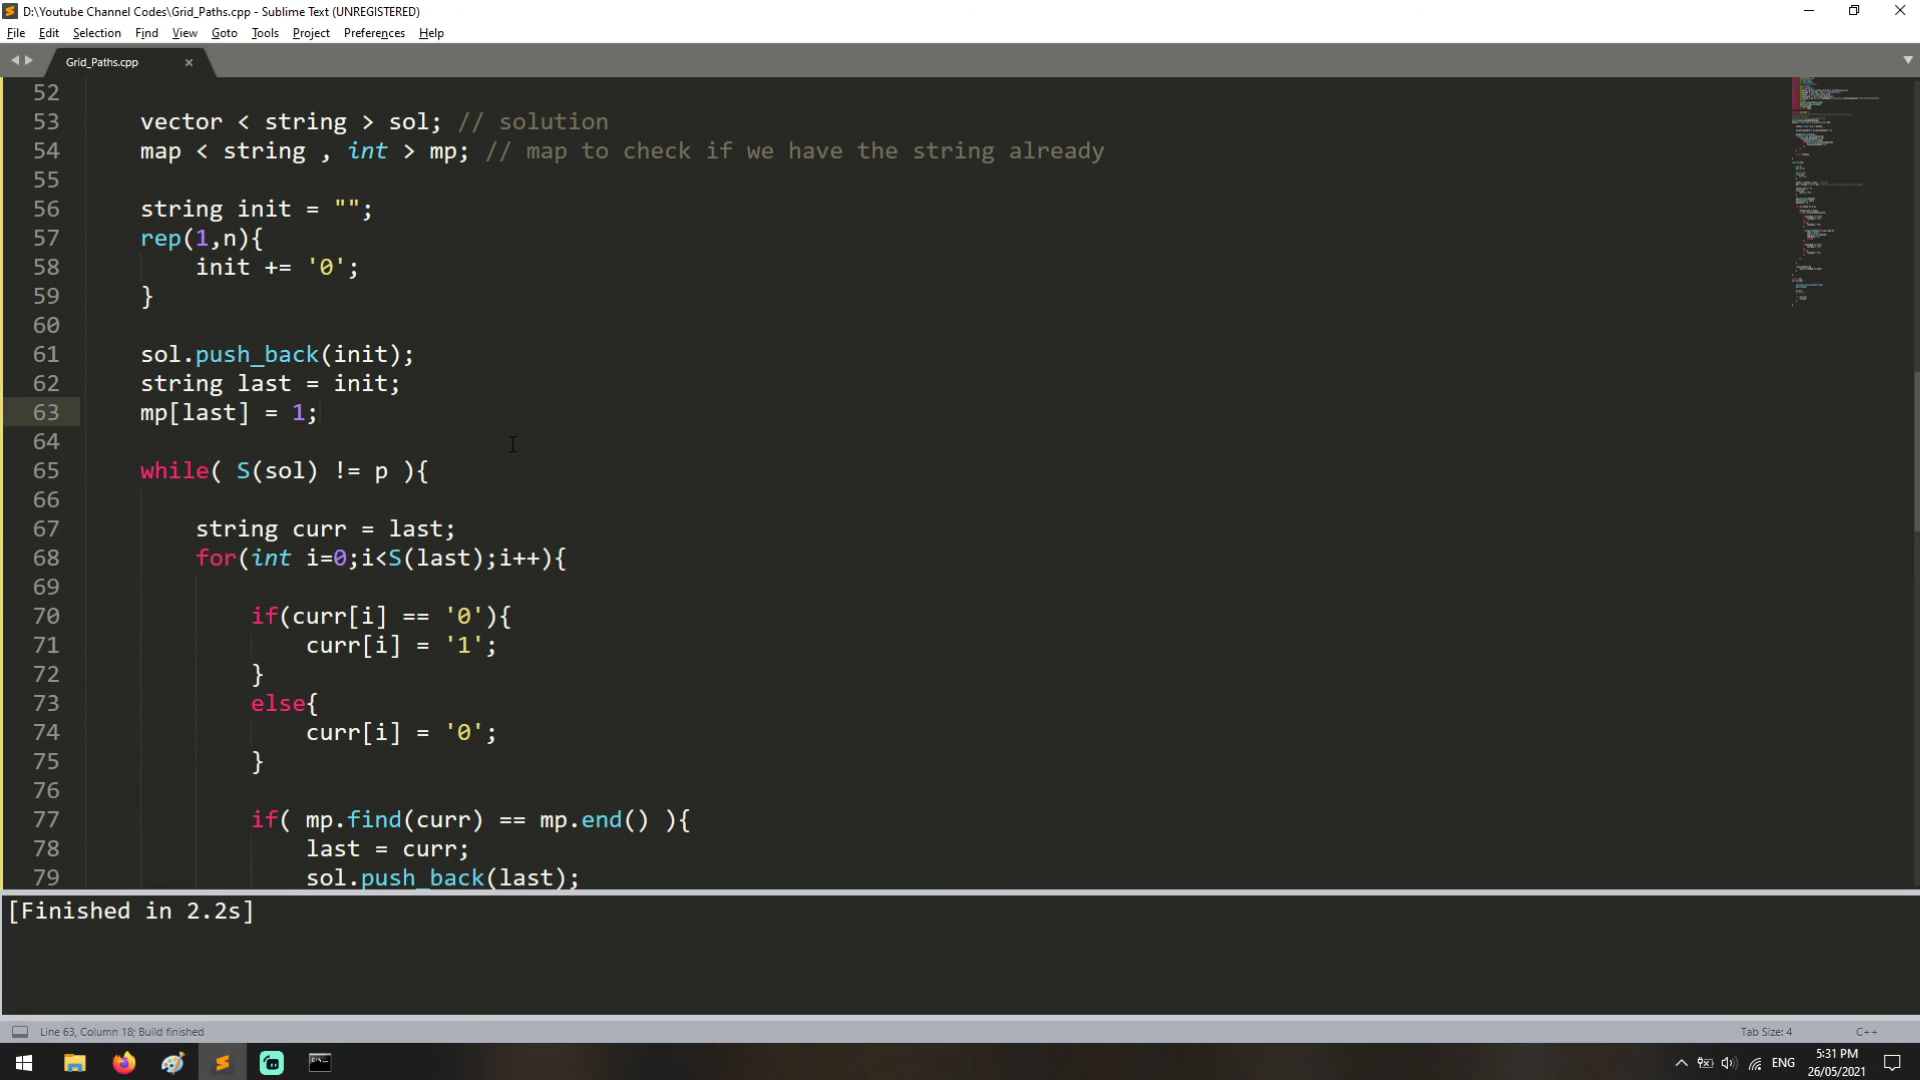 D:\Youtube Channel Codes\Grid_Paths.cpp - Sublime Text (UNREGISTERED)
File Edit Selection Find View Goto Tools Project Preferences Help
Grid_Paths.cpp
52
53 vector < string > sol; // solution
54 map < string , int > mp; // map to check if we have the string already
55
56 string init = "";
57 rep(1,n){
58 init += '0';
59 }
60
61 sol.push_back(init);
62 string last = init;
63 mp[last] = 1;
64
65 while( S(sol) != p ){
66
67 string curr = last;
68 for(int i=0;i<S(last);i++){
69
70 if(curr[i] == '0'){
71 curr[i] = '1';
72 }
73 else{
74 curr[i] = '0';
75 }
76
77 if( mp.find(curr) == mp.end() ){
78 last = curr;
79 sol.push_back(last);
[Finished in 2.2s]
Line 63, Column 18; Build finished Tab Size: 4 C++
ENG 5:31 PM
26/05/2021